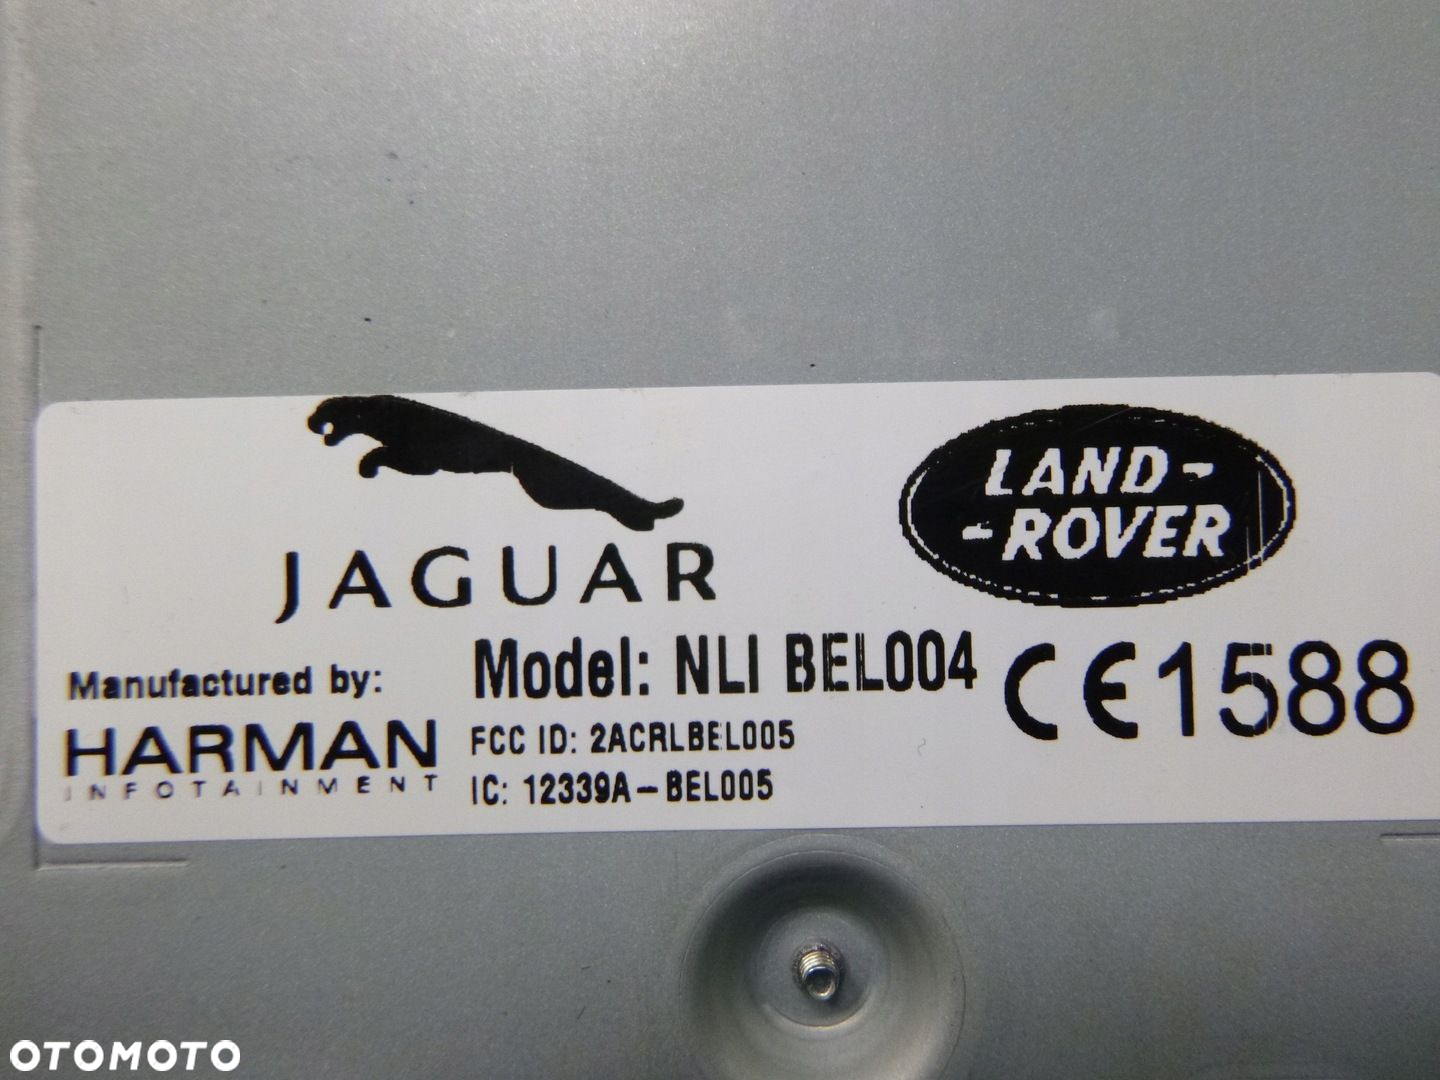 JAGUAR
LAND-
-ROVER
Manufactured by:
HARMAN
INFOTAINMENT
Model: NLI BEL004
FCC ID: 2ACRLBEL005
IC: 12339A-BEL005
CE1588
OTOMOTO